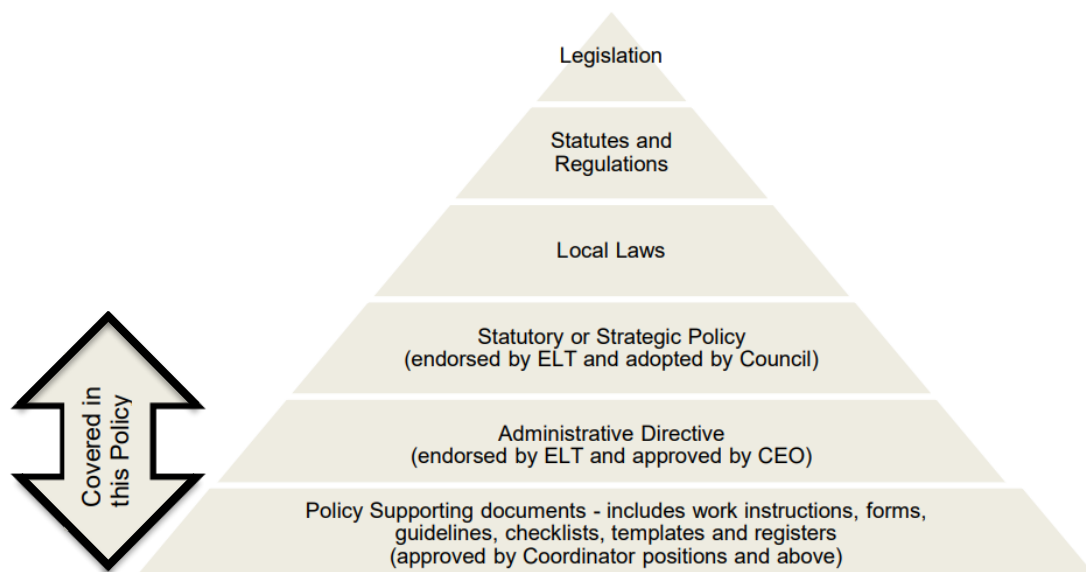 Legislation
Statutes and
Regulations
Local Laws
Statutory or Strategic Policy
(endorsed by ELT and adopted by Council)
Administrative Directive
(endorsed by ELT and approved by CEO)
Policy Supporting documents - includes work instructions, forms,
guidelines, checklists, templates and registers
(approved by Coordinator positions and above)
Covered in
this Policy